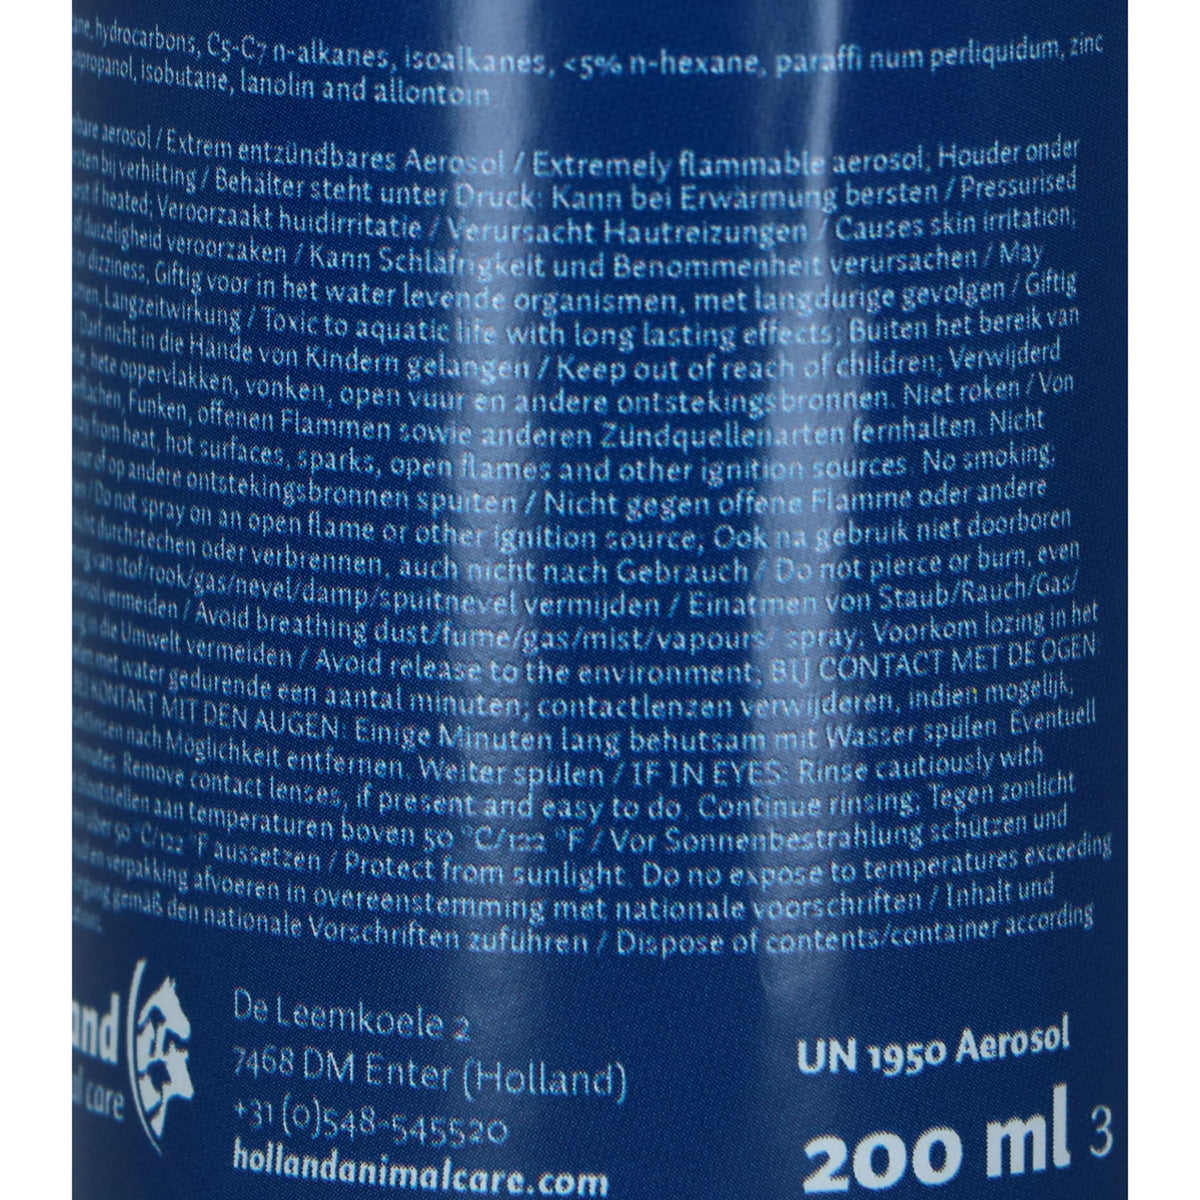 hydrocarbons, C5-C7 n-alkanes, isoalkanes, <5% n-hexane, paraffi num perliquidum, zinc
isobutane, lanolin and allontoin
aerosol / Extrem entzündbares Aerosol / Extremely flammable aerosol; Houder onder
bij verhitting / Behälter steht unter Druck: Kann bei Erwärmung bersten / Pressurised
if heated; Veroorzaakt huidirritatie / Verursacht Hautreizungen / Causes skin irritation;
duizeligheid veroorzaken / Kann Schläfrigkeit und Benommenheit verursachen / May
or dizziness; Giftig voor in het water levende organismen, met langdurige gevolgen / Giftig
Langzeitwirkung / Toxic to aquatic life with long lasting effects; Buiten het bereik van
Darf nicht in die Hände von Kindern gelangen / Keep out of reach of children; Verwijderd
hete oppervlakken, vonken, open vuur en andere ontstekingsbronnen. Niet roken / Von
Funken, offenen Flammen sowie anderen Zündquellenarten fernhalten. Nicht
from heat, hot surfaces, sparks, open flames and other ignition sources. No smoking;
of op andere ontstekingsbronnen spuiten / Nicht gegen offene Flamme oder andere
Do not spray on an open flame or other ignition source; Ook na gebruik niet doorboren
durchstechen oder verbrennen, auch nicht nach Gebrauch / Do not pierce or burn, even
van stof/rook/gas/nevel/damp/spuitnevel vermijden / Einatmen von Staub/Rauch/Gas/
vermeiden / Avoid breathing dust/fume/gas/mist/vapours/ spray; Voorkom lozing in het
in die Umwelt vermeiden / Avoid release to the environment; BIJ CONTACT MET DE OGEN
met water gedurende een aantal minuten; contactlenzen verwijderen, indien mogelijk;
KONTAKT MIT DEN AUGEN: Einige Minuten lang behutsam mit Wasser spülen. Eventuell
nach Möglichkeit entfernen. Weiter spülen / IF IN EYES: Rinse cautiously with
Remove contact lenses, if present and easy to do. Continue rinsing; Tegen zonlicht
aan temperaturen boven 50 °C/122 °F / Vor Sonnenbestrahlung schützen und
50 °C/122 °F aussetzen / Protect from sunlight. Do no expose to temperatures exceeding
verpakking afvoeren in overeenstemming met nationale voorschriften / Inhalt und
gemäß den nationale Vorschriften zuführen / Dispose of contents/container according
and
care
De Leemkoele 2
7468 DM Enter (Holland)
+31 (0)548-545520
hollandanimalcare.com
UN 1950 Aerosol
200 ml 3